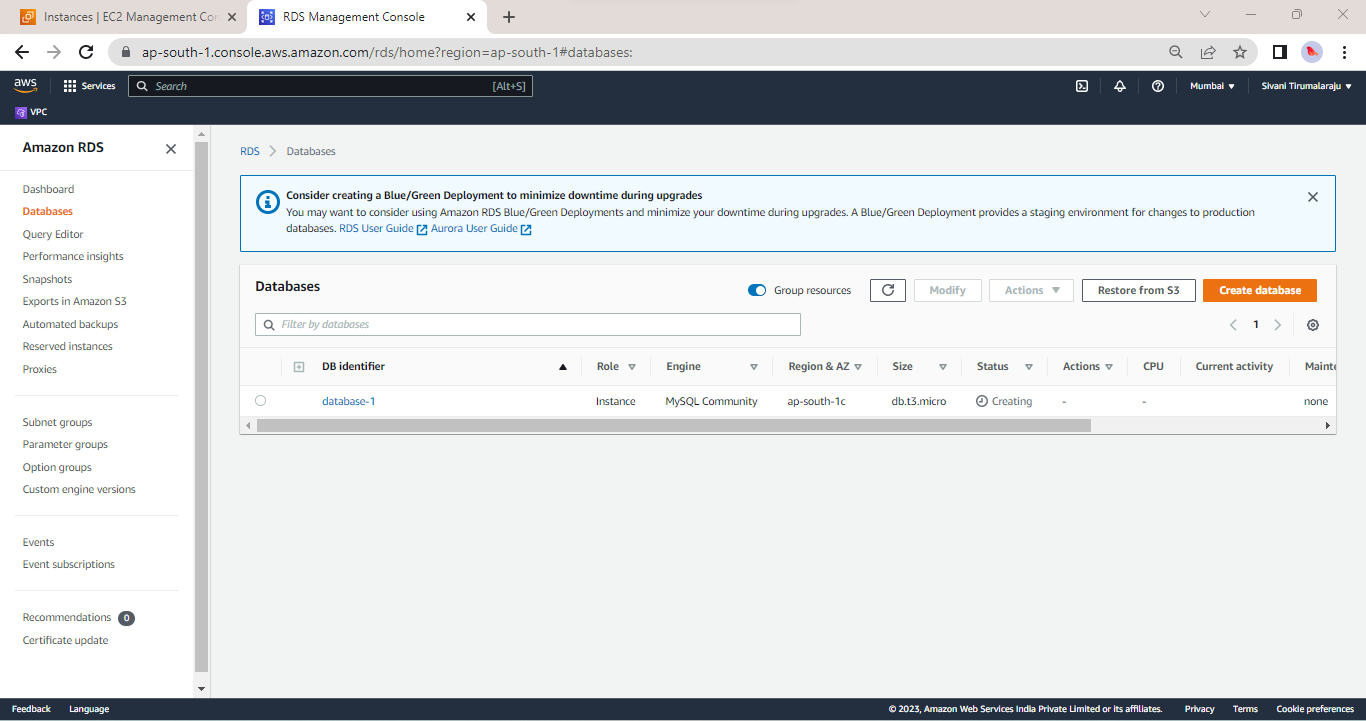 Instances | EC2 Management Con
RDS Management Console
ap-south-1.console.aws.amazon.com/rds/home?region=ap-south-1#databases:
aws
Services
Search
[Alt+S]
Mumbai
Sivani Tirumalaraju
VPC
Amazon RDS
Dashboard
Databases
Query Editor
Performance insights
Snapshots
Exports in Amazon S3
Automated backups
Reserved instances
Proxies
Subnet groups
Parameter groups
Option groups
Custom engine versions
Events
Event subscriptions
Recommendations 0
Certificate update
RDS > Databases
Consider creating a Blue/Green Deployment to minimize downtime during upgrades
You may want to consider using Amazon RDS Blue/Green Deployments and minimize your downtime during upgrades. A Blue/Green Deployment provides a staging environment for changes to production
databases. RDS User Guide Aurora User Guide
Databases
Group resources
Modify
Actions
Restore from S3
Create database
Filter by databases
1
DB identifier Role Engine Region & AZ Size Status Actions CPU Current activity Mainte
database-1 Instance MySQL Community ap-south-1c db.t3.micro Creating - - none
Feedback Language © 2023, Amazon Web Services India Private Limited or its affiliates. Privacy Terms Cookie preferences